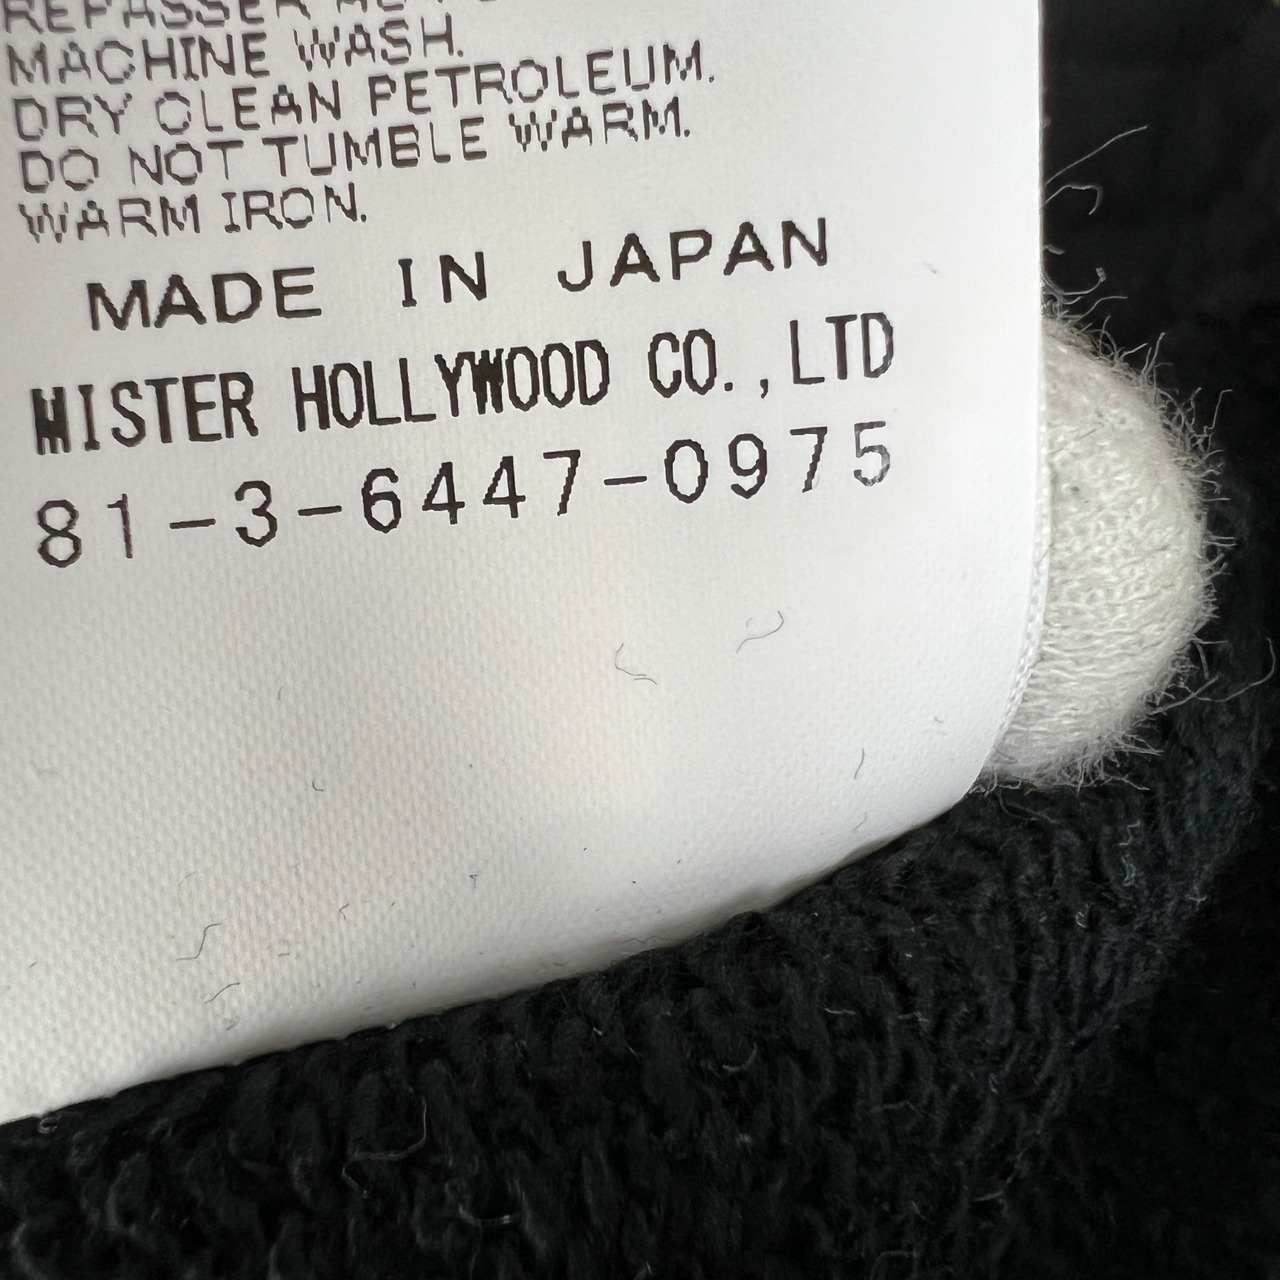 REPASSER
MACHINE WASH.
DRY CLEAN PETROLEUM.
DO NOT TUMBLE WARM.
WARM IRON.
MADE IN JAPAN
MISTER HOLLYWOOD CO.,LTD
81-3-6447-0975